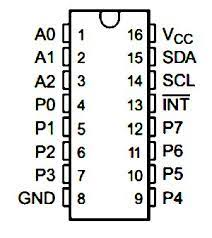 A0 1 16 VCC
A1 2 15 SDA
A2 3 14 SCL
P0 4 13 INT
P1 5 12 P7
P2 6 11 P6
P3 7 10 P5
GND 8 9 P4